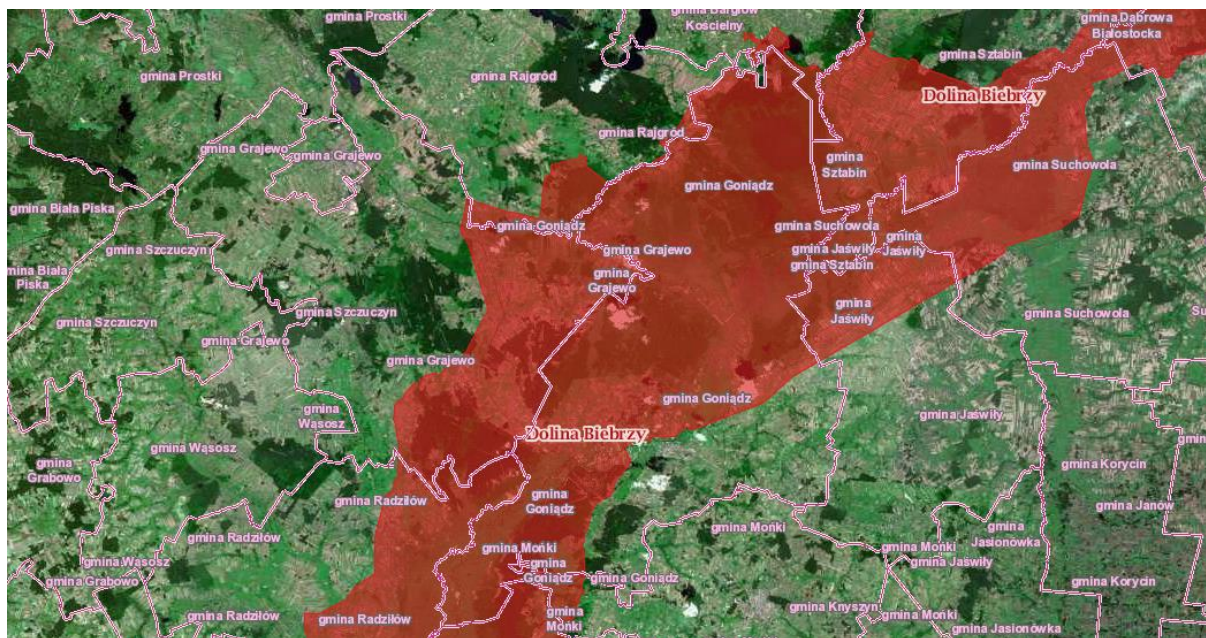 gmina Prostki
gmina Bargłów
Kościelny
gmina Dąbrowa
Białostocka
gmina Prostki
gmina Rajgród
gmina Sztabin
Dolina Biebrzy
gmina Rajgród
gmina Grajewo
gmina Grajewo
gmina
Sztabin
gmina Suchowola
gmina Goniądz
gmina Biała Piska
gmina Goniądz
gmina Suchowola
gmina
Jaświły
gmina Szczuczyn
gmina Grajewo
gmina Jaświły
gmina Sztabin
gmina
Grajewo
mina Biała
Piska
gmina Szczuczyn
gmina Szczuczyn
gmina
Jaświły
gmina Suchowola
Su
gmina Grajewo
gmina Grajewo
gmina Goniądz
gmina
Wąsosz
gmina Jaświły
Dolina Biebrzy
gmina Wąsosz
gmina
Grabowo
gmina Korycin
gmina Radziłów
gmina
Goniądz
gmina Janów
gmina Mońki
gmina
Jasionówka
gmina Radziłów
gmina Mońki
gmina Mońki
gmina Jaświły
gmina Wąsosz
gmina
Goniądz
gmina Goniądz
gmina Grabowo
gmina Korycin
gmina Radziłów
gmina Radziłów
gmina
Mońki
gmina Knyszyn
gmina Mońki
gmina Jasionówka